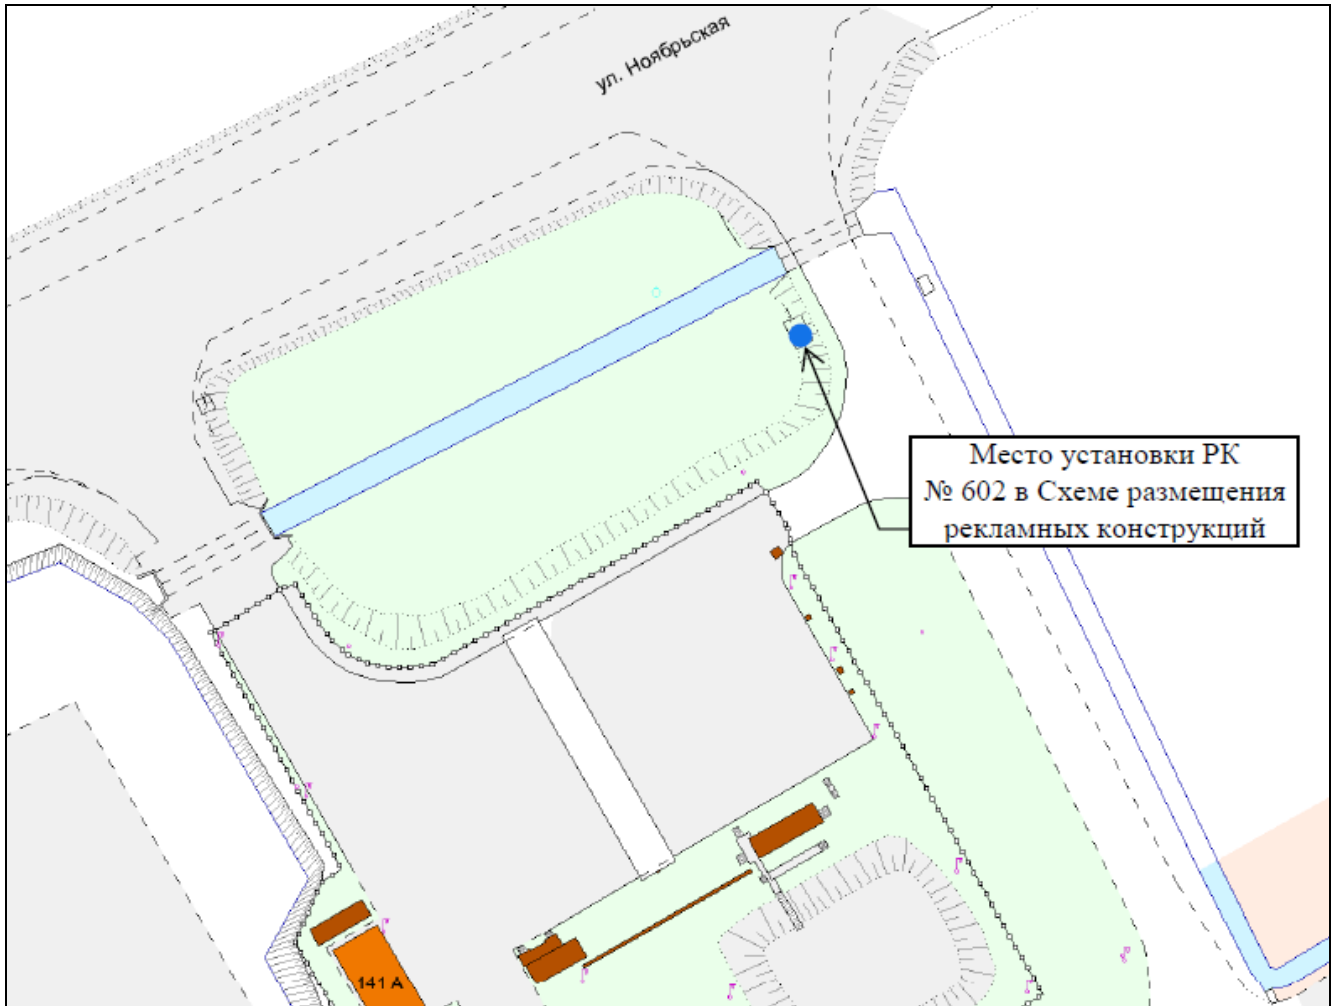 ул. Ноябрьская
Место установки РК
№ 602 в Схеме размещения
рекламных конструкций
141 А